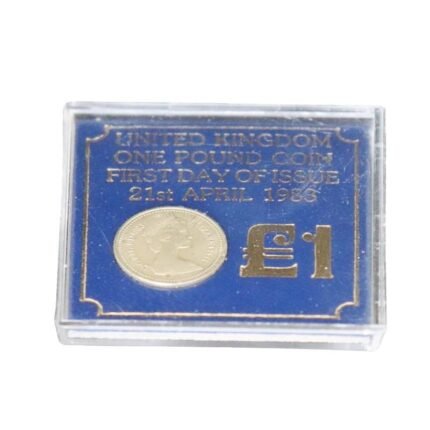 UNITED KINGDOM
ONE POUND COIN
FIRST DAY OF ISSUE
21st APRIL 1983
£1